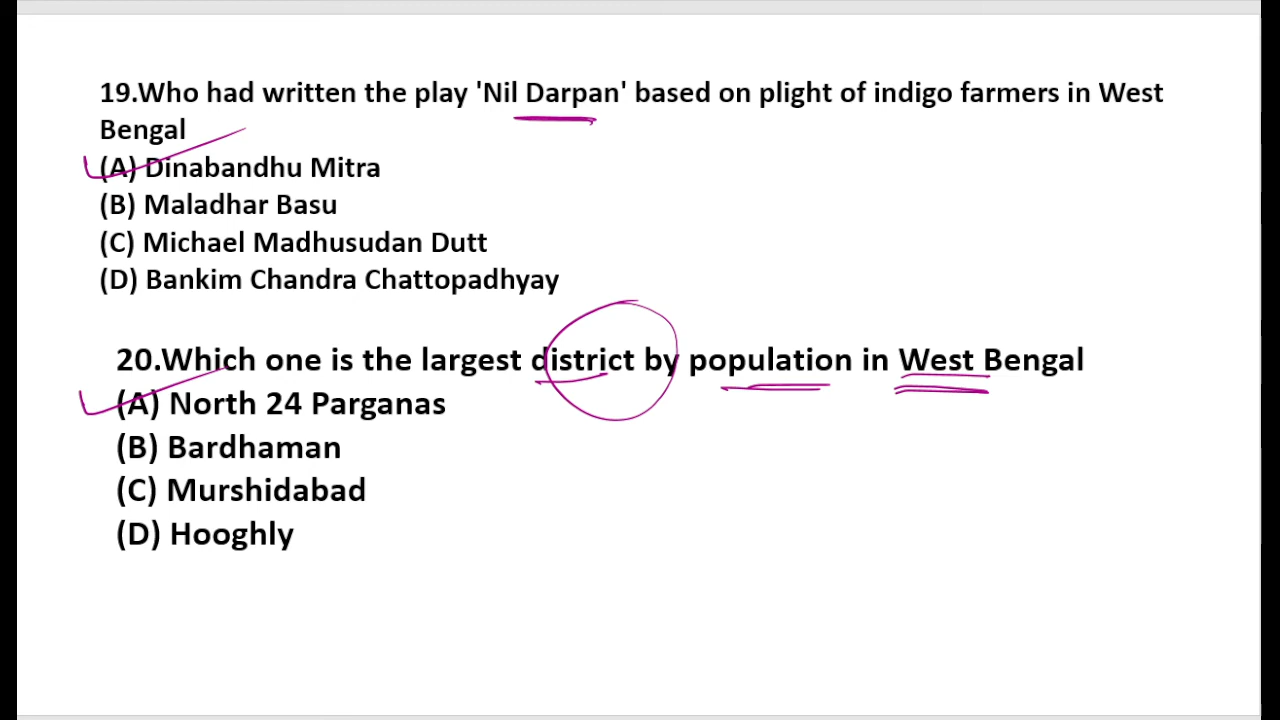 19.Who had written the play 'Nil Darpan' based on plight of indigo farmers in West
Bengal
(A) Dinabandhu Mitra
(B) Maladhar Basu
(C) Michael Madhusudan Dutt
(D) Bankim Chandra Chattopadhyay
20.Which one is the largest district by population in West Bengal
(A) North 24 Parganas
(B) Bardhaman
(C) Murshidabad
(D) Hooghly